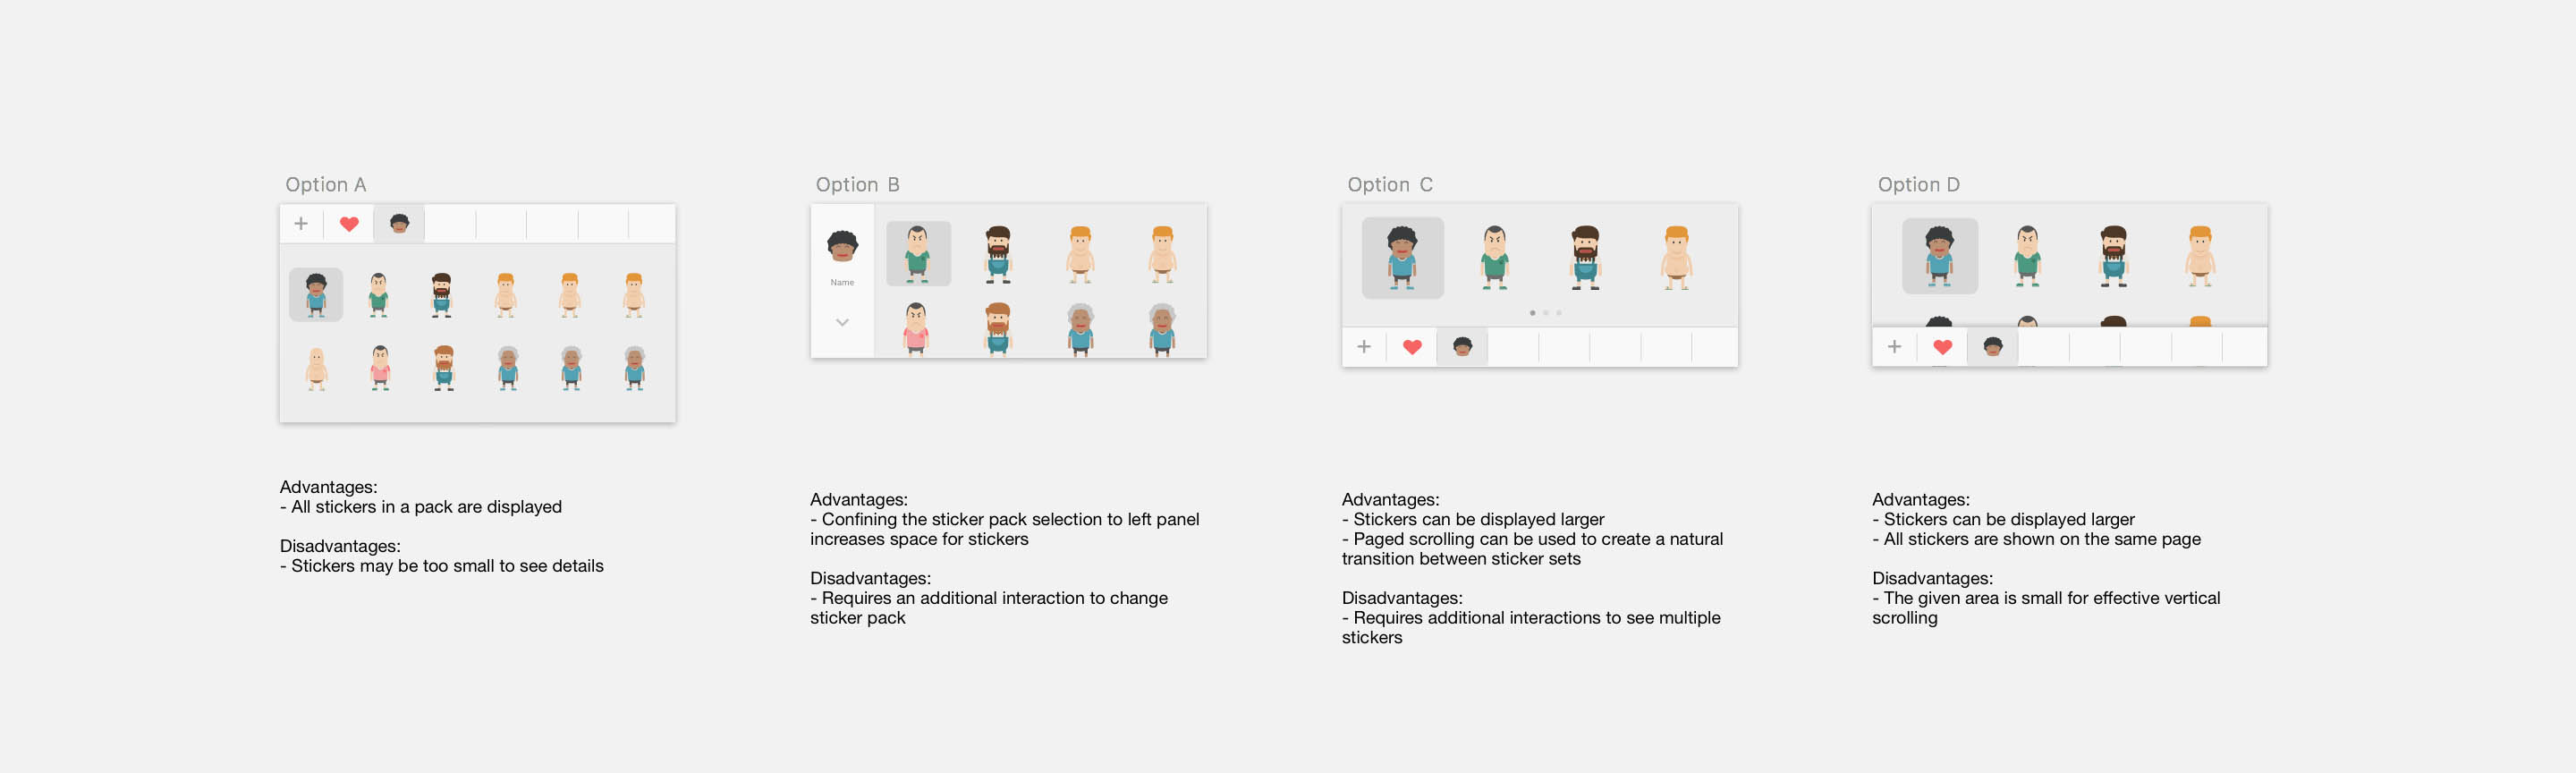 Option A
Option B
Option C
Option D
Name
Advantages:
- All stickers in a pack are displayed
Disadvantages:
- Stickers may be too small to see details
Advantages:
- Confining the sticker pack selection to left panel
increases space for stickers
Disadvantages:
- Requires an additional interaction to change
sticker pack
Advantages:
- Stickers can be displayed larger
- Paged scrolling can be used to create a natural
transition between sticker sets
Disadvantages:
- Requires additional interactions to see multiple
stickers
Advantages:
- Stickers can be displayed larger
- All stickers are shown on the same page
Disadvantages:
- The given area is small for effective vertical
scrolling